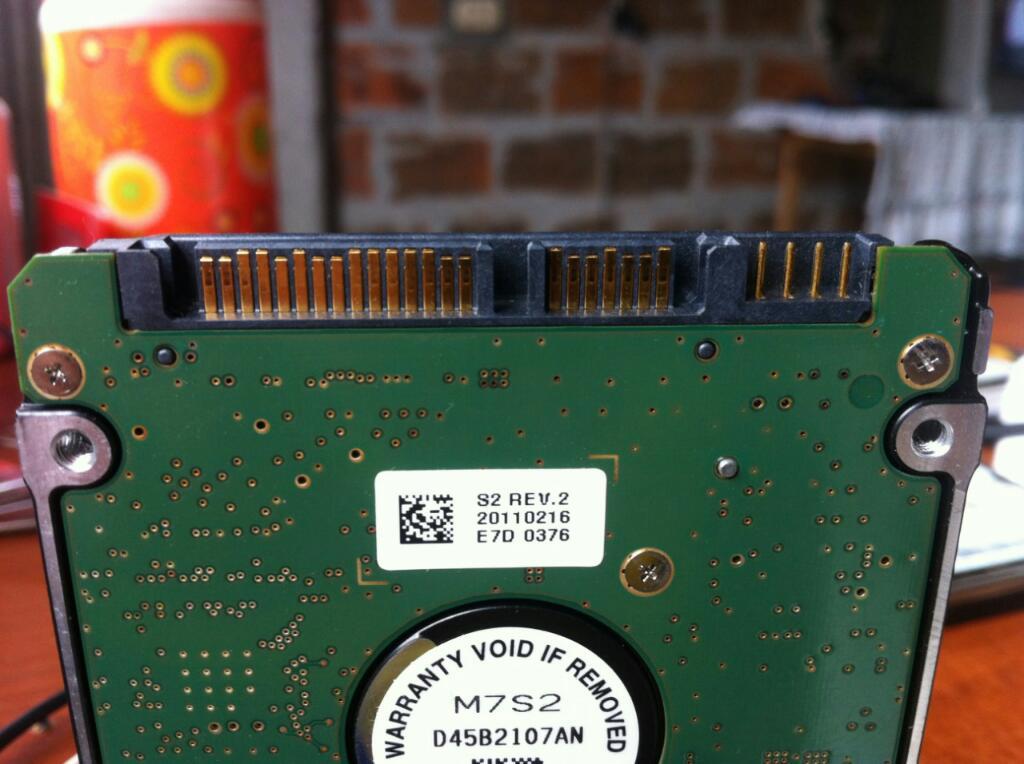 S2 REV.2
20110216
E7D 0376
WARRANTY VOID IF REMOVED
M7S2
D45B2107AN